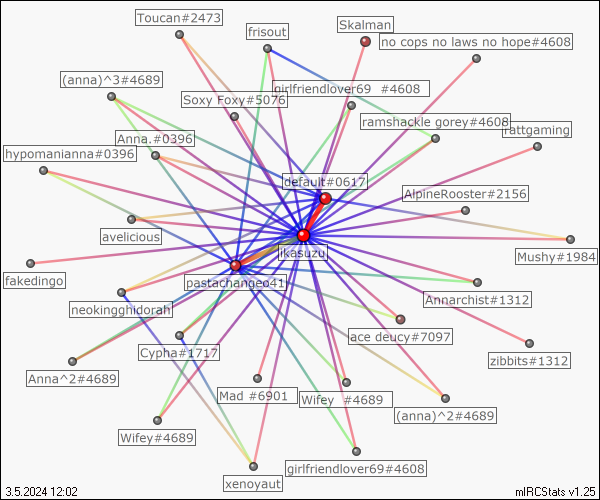 Toucan#2473
Skalman
frisout
no cops no laws no hope#4608
(anna)^3#4689
girlfriendlover69 #4608
Soxy Foxy#5076
ramshackle gorey#4608
rattgaming
Anna.#0396
hypomanianna#0396
default#0617
AlpineRooster#2156
avelicious
ikasuzu
Mushy#1984
fakedingo
pastachangeo41
neokingghidorah
Annarchist#1312
ace deucy#7097
Cypha#1717
zibbits#1312
Anna^2#4689
Mad #6901
Wifey #4689
(anna)^2#4689
Wifey#4689
girlfriendlover69#4608
xenoyaut
3.5.2024 12:02
mIRCStats v1.25